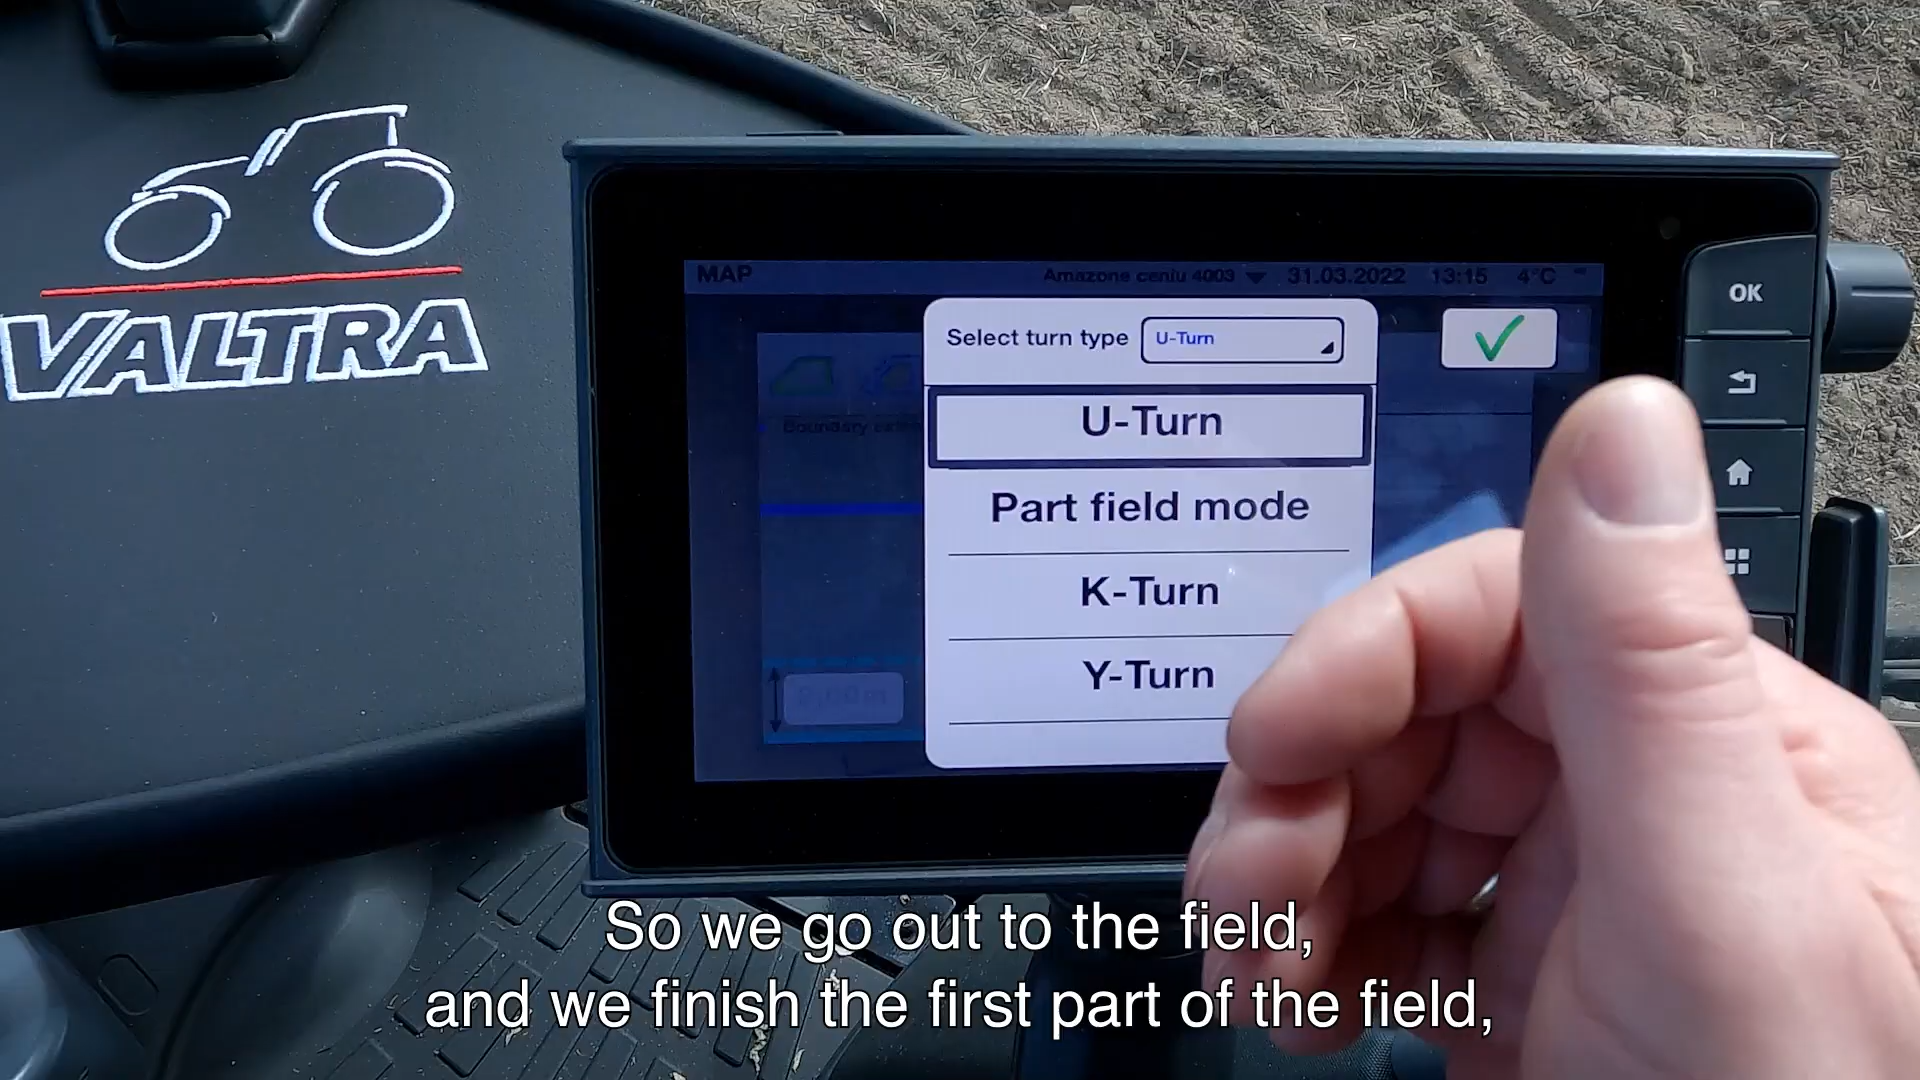 VALTRA
MAP
Amazone ceniu 4003 31.03.2022 13:15 4°C
Select turn type U-Turn
OK
U-Turn
Part field mode
K-Turn
Y-Turn
So we go out to the field,
and we finish the first part of the field,